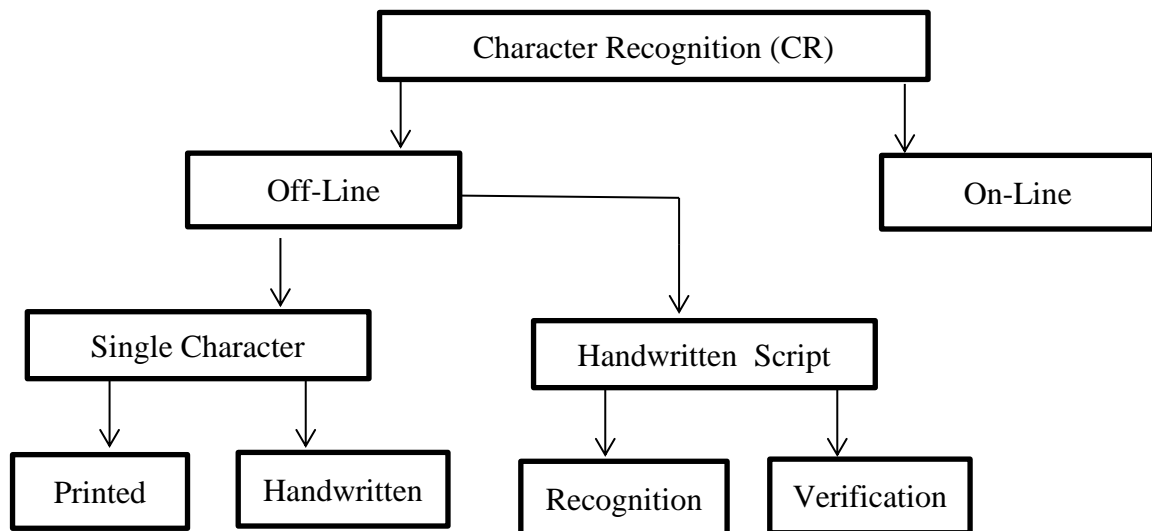 Character Recognition (CR)
Off-Line
On-Line
Single Character
Handwritten Script
Printed
Handwritten
Recognition
Verification